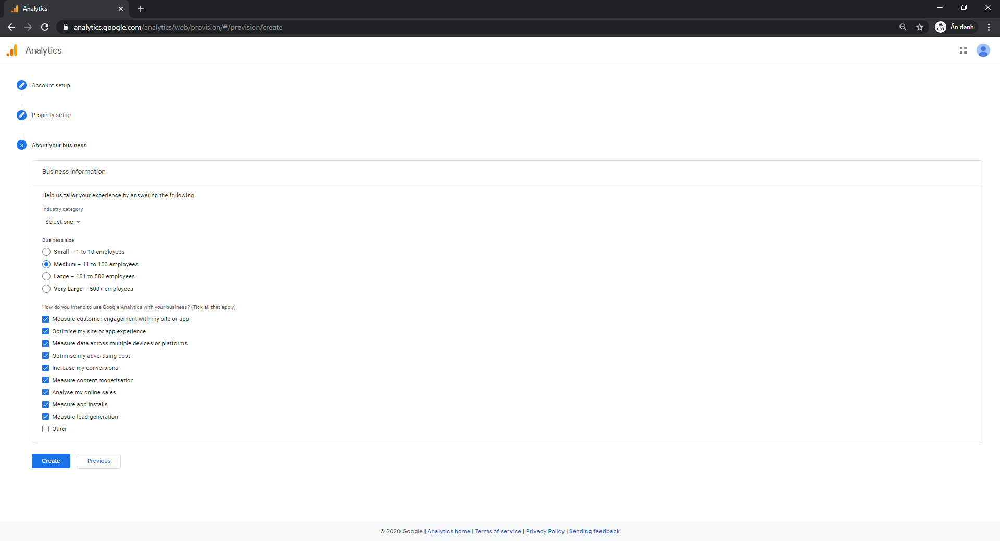 Analytics
analytics.google.com/analytics/web/provision/#/provision/create
Ẩn danh
Analytics
Account setup
Property setup
3 About your business
Business information
Help us tailor your experience by answering the following.
Industry category
Select one
Business size
Small – 1 to 10 employees
Medium – 11 to 100 employees
Large – 101 to 500 employees
Very Large – 500+ employees
How do you intend to use Google Analytics with your business? (Tick all that apply)
Measure customer engagement with my site or app
Optimise my site or app experience
Measure data across multiple devices or platforms
Optimise my advertising cost
Increase my conversions
Measure content monetisation
Analyse my online sales
Measure app installs
Measure lead generation
Other
Create Previous
© 2020 Google | Analytics home | Terms of service | Privacy Policy | Sending feedback